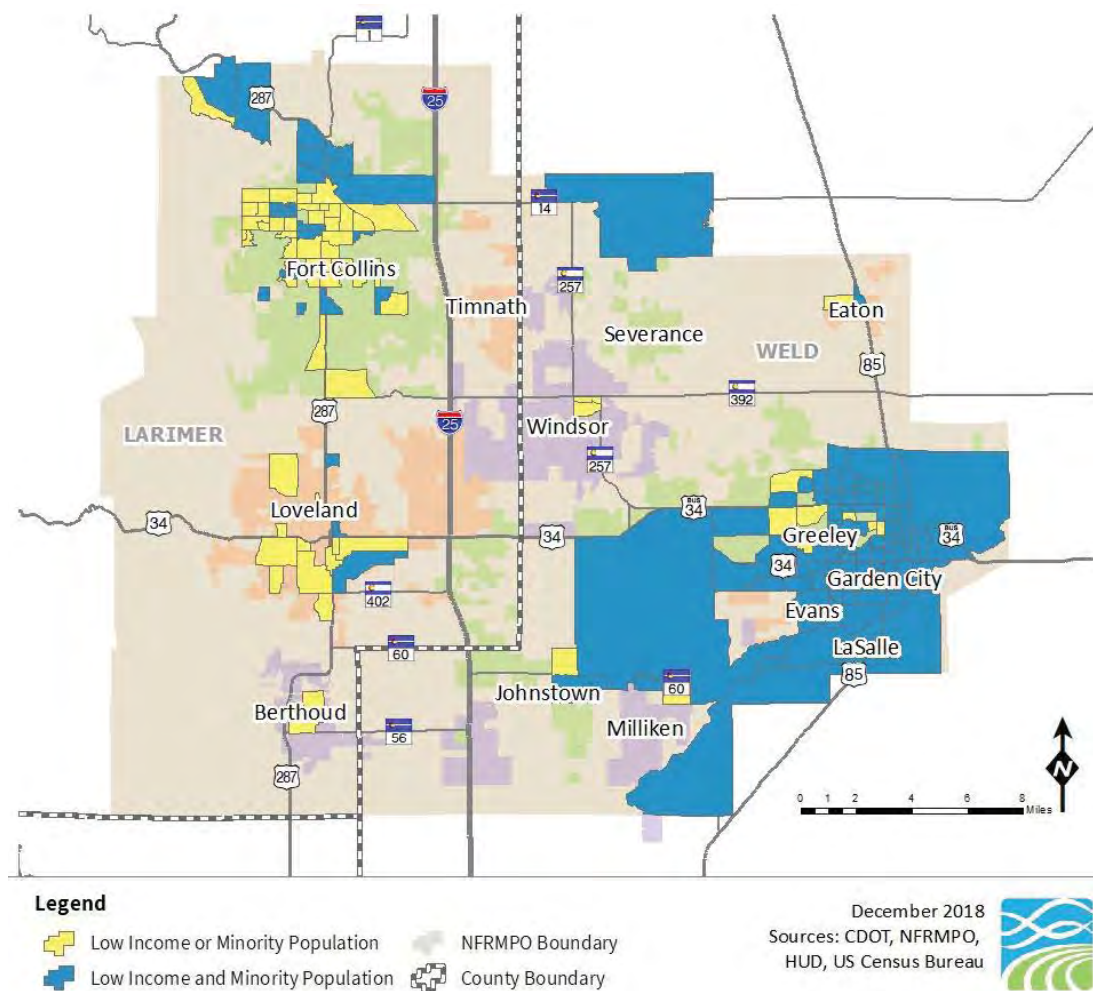 1
287
25
14
Fort Collins
257
Timnath
Eaton
Severance
WELD
85
392
287
25
Windsor
LARIMER
257
Loveland
BUS 34
34
34
Greeley
BUS 34
34
Garden City
402
Evans
60
LaSalle
85
Johnstown
60
Berthoud
Milliken
56
N
287
0 1 2 4 6 8
Miles
Legend
Low Income or Minority Population
NFRMPO Boundary
Low Income and Minority Population
County Boundary
December 2018
Sources: CDOT, NFRMPO,
HUD, US Census Bureau